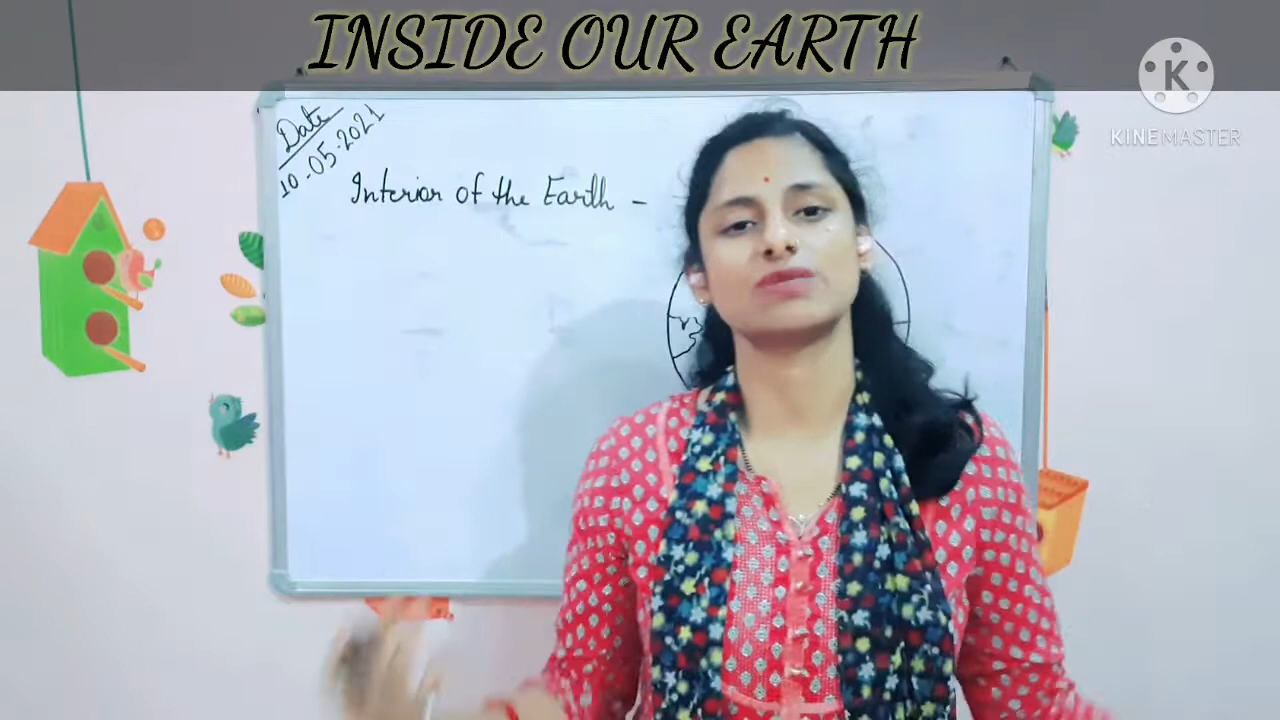 INSIDE OUR EARTH
K
KINEMASTER
Date
10-05.2021
Interior of the Earth -